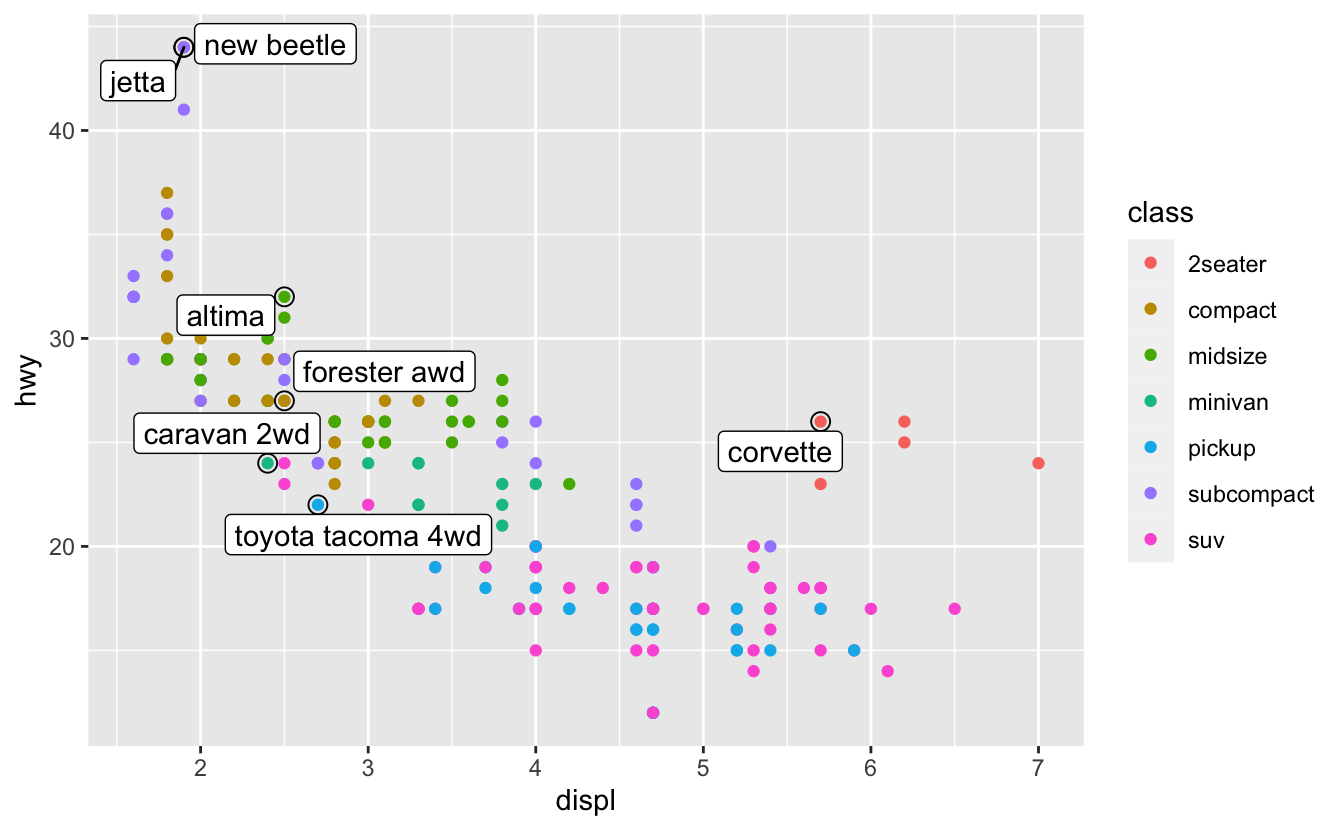 new beetle
jetta
altima
forester awd
caravan 2wd
corvette
toyota tacoma 4wd
40
30
20
hwy
2
3
4
5
6
7
displ
class
2seater
compact
midsize
minivan
pickup
subcompact
suv